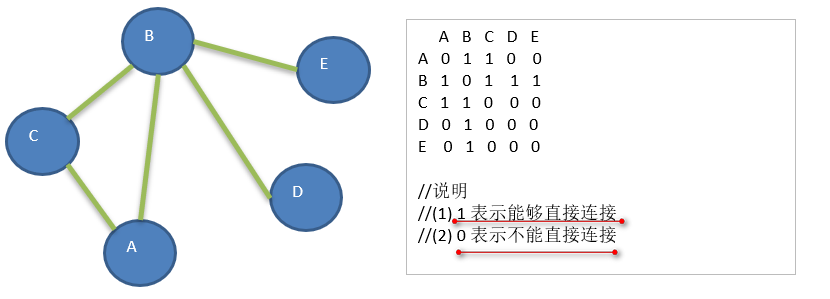 B
E
C
D
A
A B C D E
A 0 1 1 0 0
B 1 0 1 1 1
C 1 1 0 0 0
D 0 1 0 0 0
E 0 1 0 0 0
//说明
//(1) 1 表示能够直接连接
//(2) 0 表示不能直接连接